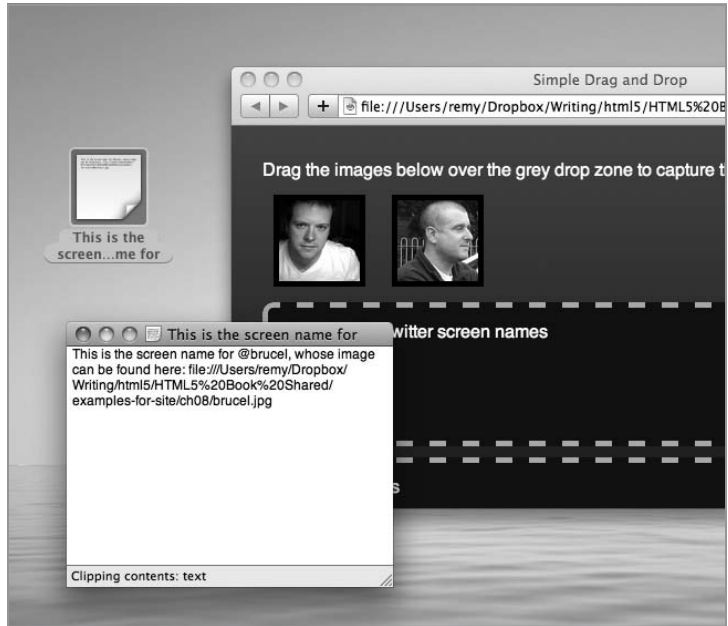 Simple Drag and Drop
file:///Users/remy/Dropbox/Writing/html5/HTML5%20B
Drag the images below over the grey drop zone to capture t
This is the
screen...me for
witter screen names
This is the screen name for
This is the screen name for @brucel, whose image
can be found here: file:///Users/remy/Dropbox/
Writing/html5/HTML5%20Book%20Shared/
examples-for-site/ch08/brucel.jpg
s
Clipping contents: text